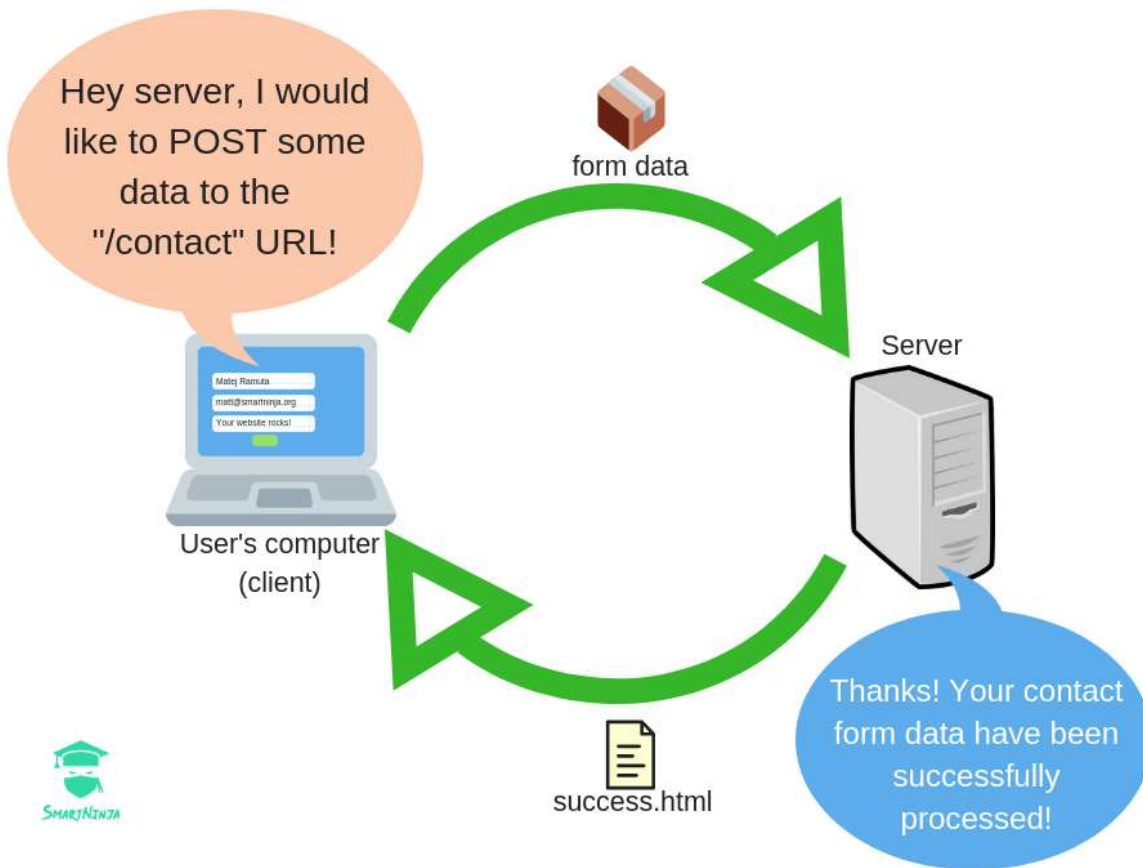 Hey server, I would
like to POST some
data to the
"/contact" URL!
form data
Server
Matej Ramuta
matt@smartninja.org
Your website rocks!
User's computer
(client)
Thanks! Your contact
form data have been
successfully
processed!
success.html
SMARTNINJA